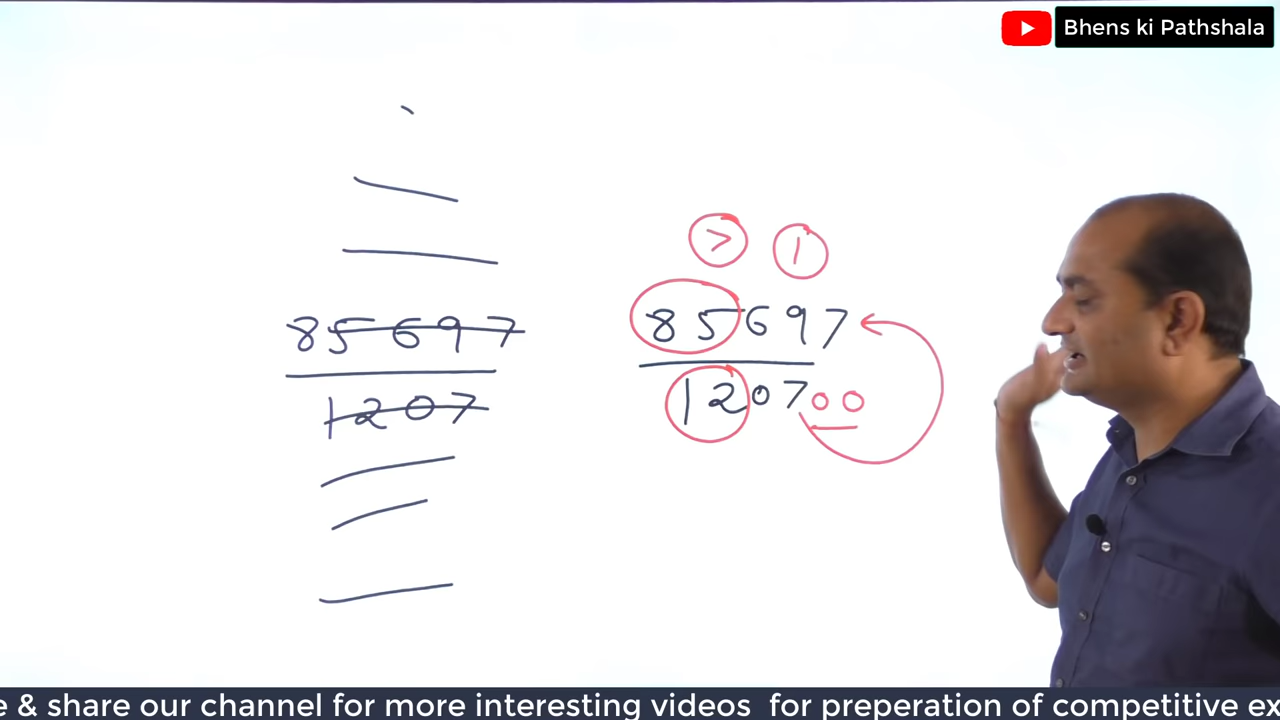 Bhens ki Pathshala
85697
1207
> 1
85697
120700
e & share our channel for more interesting videos for preperation of competitive ex